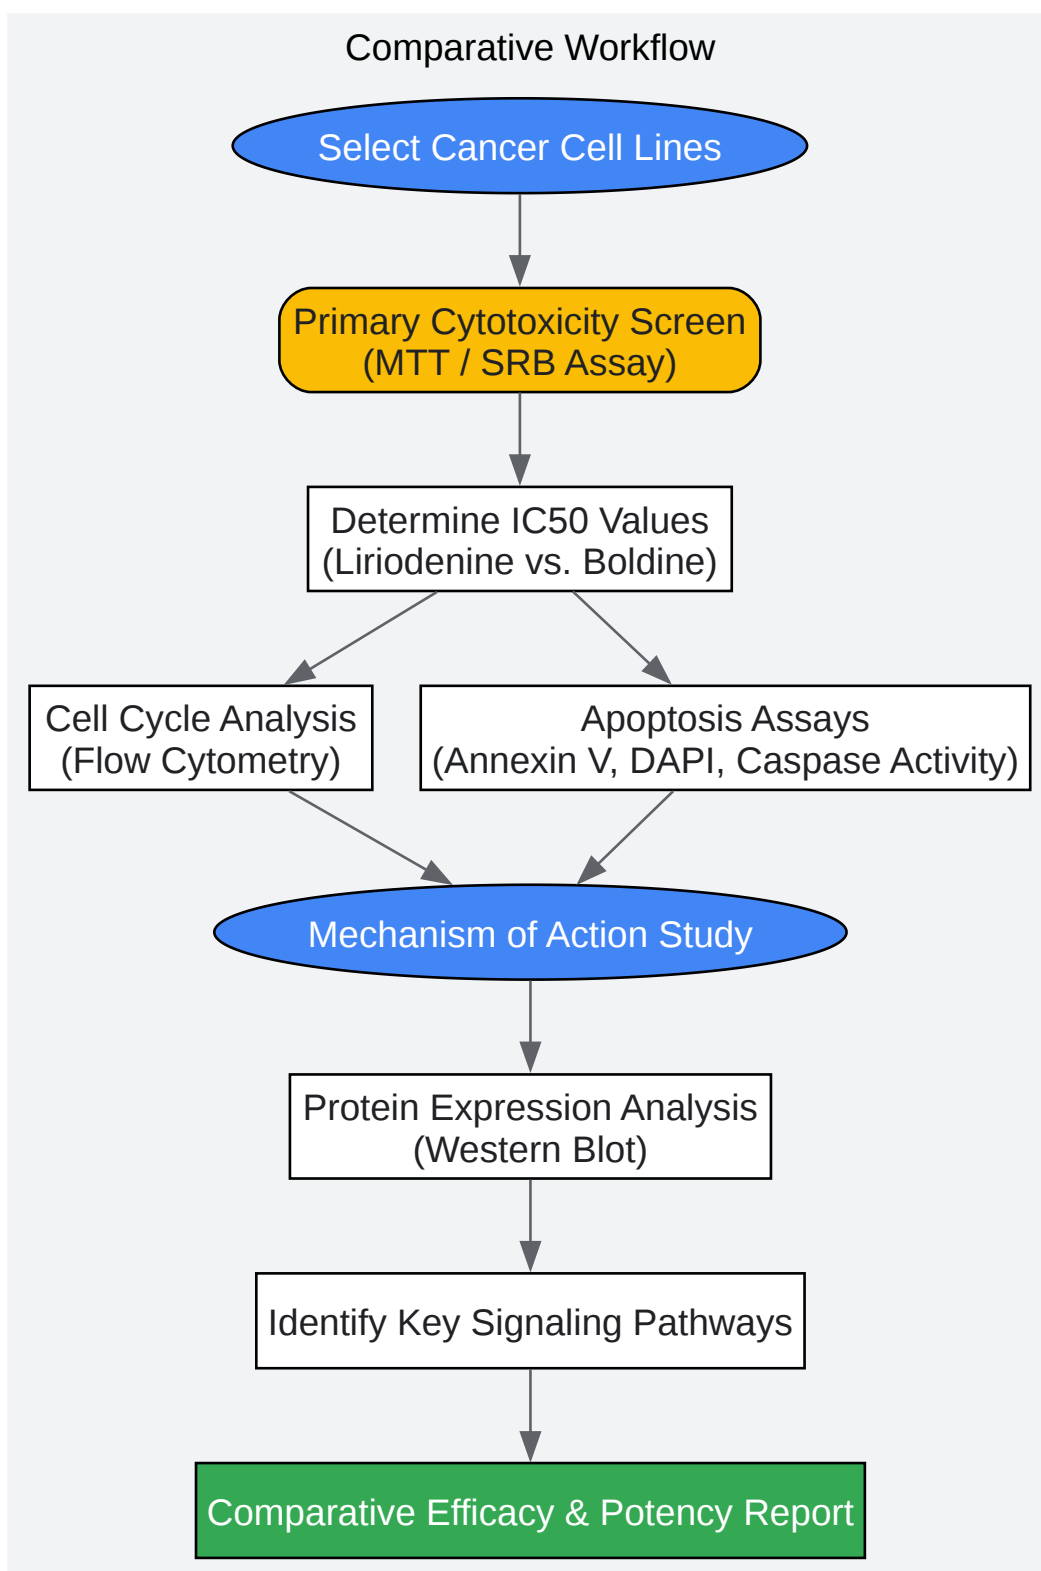 Comparative Workflow
Select Cancer Cell Lines
Primary Cytotoxicity Screen
(MTT / SRB Assay)
Determine IC50 Values
(Liriodenine vs. Boldine)
Cell Cycle Analysis
(Flow Cytometry)
Apoptosis Assays
(Annexin V, DAPI, Caspase Activity)
Mechanism of Action Study
Protein Expression Analysis
(Western Blot)
Identify Key Signaling Pathways
Comparative Efficacy & Potency Report